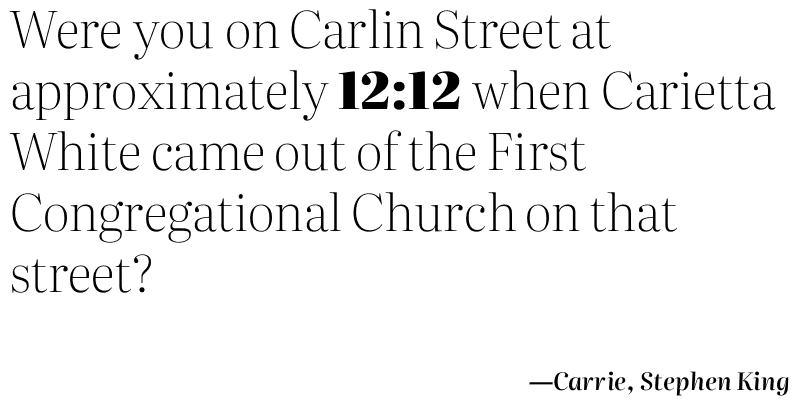 Were you on Carlin Street at
approximately 12:12 when Carietta
White came out of the First
Congregational Church on that
street?
—Carrie, Stephen King